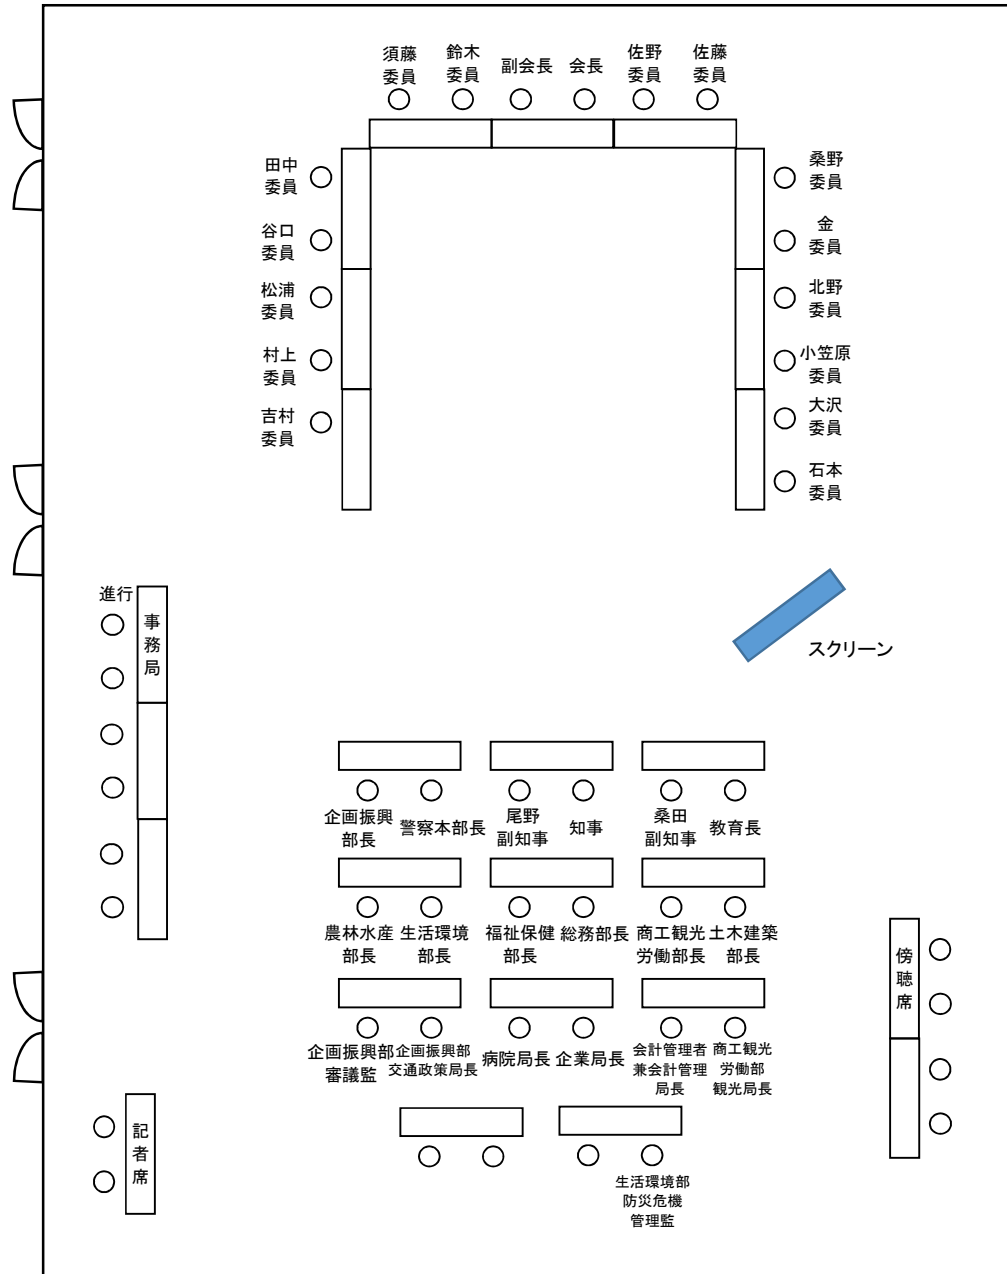 須藤
委員
鈴木
委員
副会長
会長
佐野
委員
佐藤
委員
田中
委員
谷口
委員
松浦
委員
村上
委員
吉村
委員
桑野
委員
金
委員
北野
委員
小笠原
委員
大沢
委員
石本
委員
スクリーン
進行
事務局
企画振興
部長
警察本部長
尾野
副知事
知事
桑田
副知事
教育長
農林水産
部長
生活環境
部長
福祉保健
部長
総務部長
商工観光
労働部長
土木建築
部長
企画振興部
審議監
企画振興部
交通政策局長
病院局長
企業局長
会計管理者
兼会計管理
局長
商工観光
労働部
観光局長
生活環境部
防災危機
管理監
傍聴席
記者席